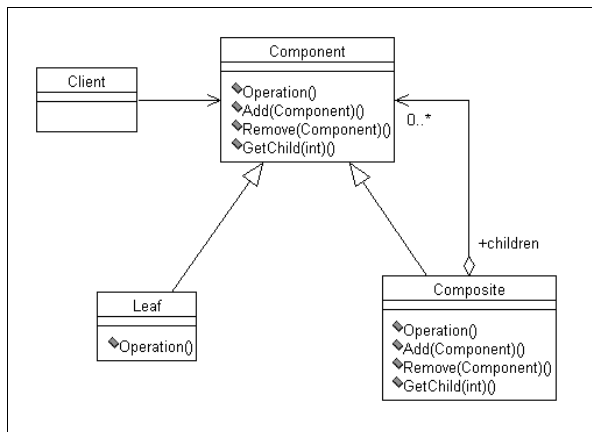 Component
Operation()
Add(Component)()
Remove(Component)()
GetChild(int)()
Client
0..*
+children
Leaf
Operation()
Composite
Operation()
Add(Component)()
Remove(Component)()
GetChild(int)()